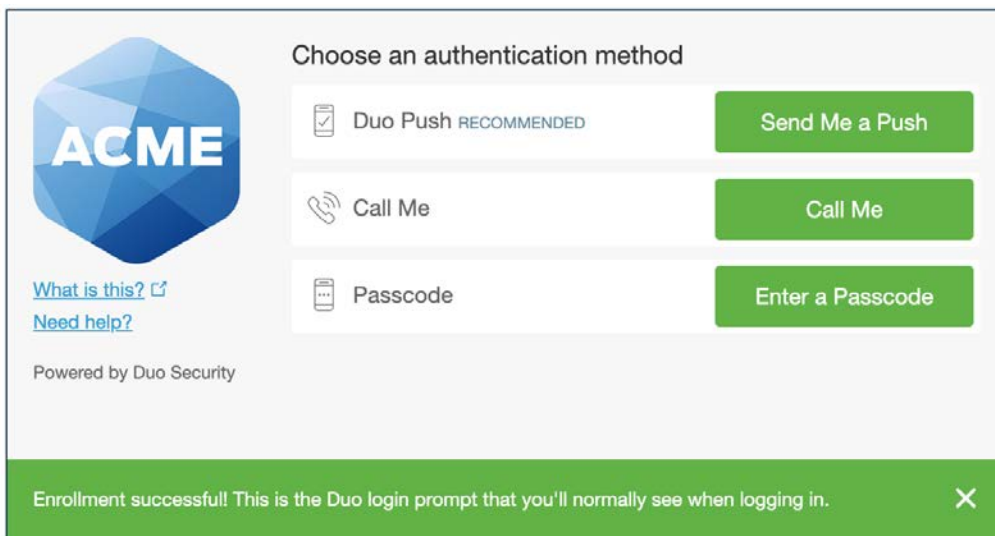 ACME
What is this?
Need help?
Powered by Duo Security
Choose an authentication method
Duo Push RECOMMENDED
Send Me a Push
Call Me
Call Me
Passcode
Enter a Passcode
Enrollment successful! This is the Duo login prompt that you'll normally see when logging in.